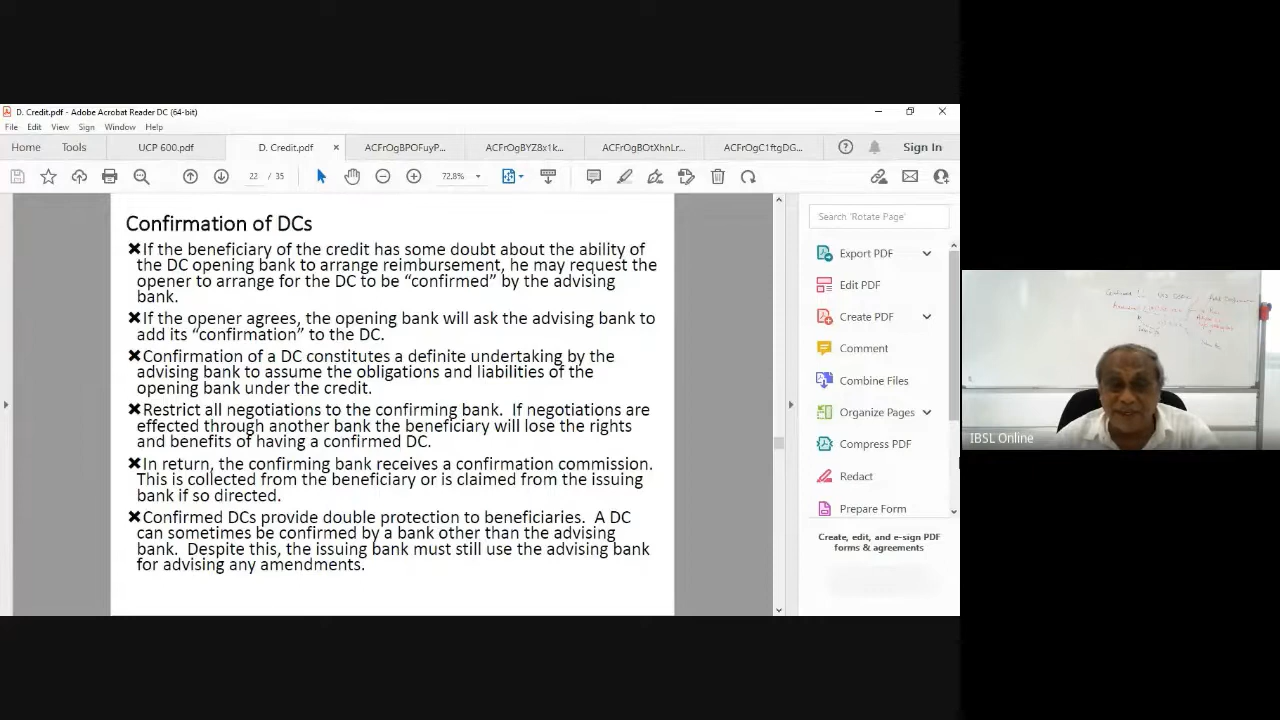 D. Credit.pdf - Adobe Acrobat Reader DC (64-bit)
File Edit View Sign Window Help
Home Tools UCP 600.pdf D. Credit.pdf × ACFrOgBPOFuyP... ACFrOgBYZ8x1k... ACFrOgBOtXhnLr... ACFrOgC1ftgDG... Sign In
22 / 35 72.8%
Confirmation of DCs
✖If the beneficiary of the credit has some doubt about the ability of
the DC opening bank to arrange reimbursement, he may request the
opener to arrange for the DC to be “confirmed” by the advising
bank.
✖If the opener agrees, the opening bank will ask the advising bank to
add its “confirmation” to the DC.
✖Confirmation of a DC constitutes a definite undertaking by the
advising bank to assume the obligations and liabilities of the
opening bank under the credit.
✖Restrict all negotiations to the confirming bank.  If negotiations are
effected through another bank the beneficiary will lose the rights
and benefits of having a confirmed DC.
✖In return, the confirming bank receives a confirmation commission.
This is collected from the beneficiary or is claimed from the issuing
bank if so directed.
✖Confirmed DCs provide double protection to beneficiaries.  A DC
can sometimes be confirmed by a bank other than the advising
bank.  Despite this, the issuing bank must still use the advising bank
for advising any amendments.
Search 'Rotate Page'
Export PDF
Edit PDF
Create PDF
Comment
Combine Files
Organize Pages
Compress PDF
Redact
Prepare Form
Create, edit, and e-sign PDF
forms & agreements
IBSL Online